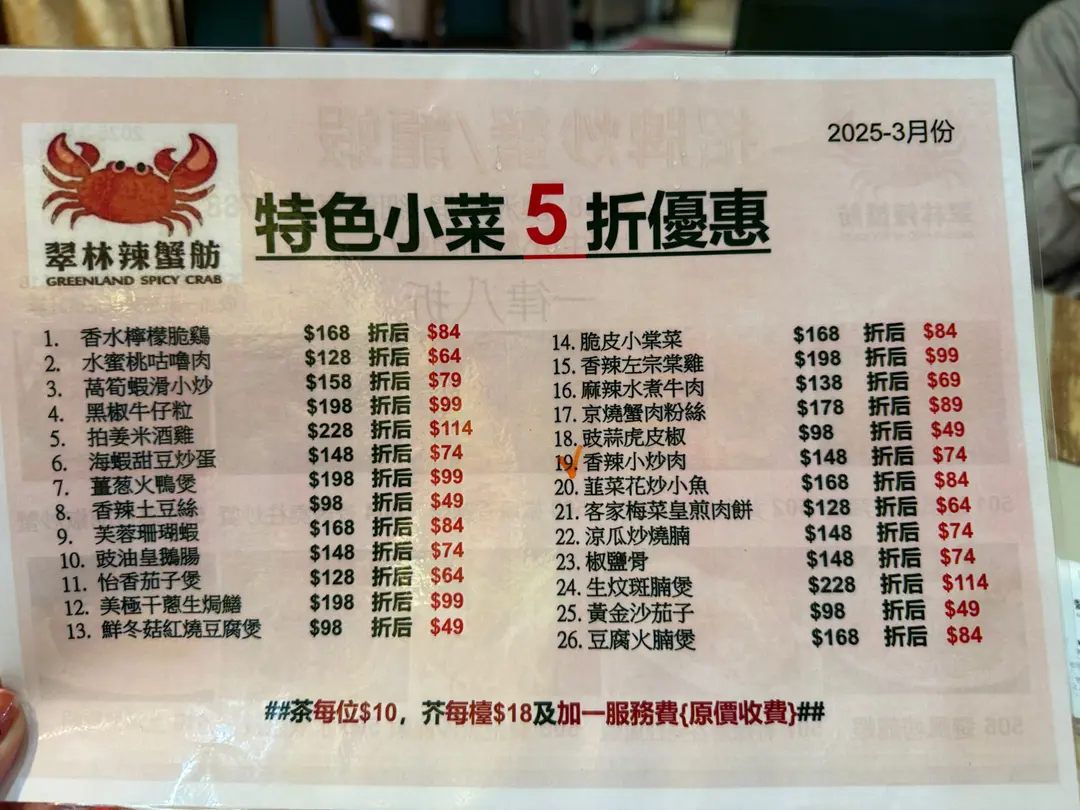 2025-3月份
翠林辣蟹舫
GREENLAND SPICY CRAB
特色小菜 5 折優惠
1. 香水檸檬脆鷄 $168 折后 $84
2. 水蜜桃咕嚕肉 $128 折后 $64
3. 萵筍蝦滑小炒 $158 折后 $79
4. 黑椒牛仔粒 $198 折后 $99
5. 拍姜米酒雞 $228 折后 $114
6. 海蝦甜豆炒蛋 $148 折后 $74
7. 薑葱火鴨煲 $198 折后 $99
8. 香辣土豆絲 $98 折后 $49
9. 芙蓉珊瑚蝦 $168 折后 $84
10. 豉油皇鵝腸 $148 折后 $74
11. 怡香茄子煲 $128 折后 $64
12. 美極干蔥生焗鱔 $198 折后 $99
13. 鮮冬菇紅燒豆腐煲 $98 折后 $49
14. 脆皮小棠菜 $168 折后 $84
15. 香辣左宗棠雞 $198 折后 $99
16. 麻辣水煮牛肉 $138 折后 $69
17. 京燒蟹肉粉絲 $178 折后 $89
18. 豉蒜虎皮椒 $98 折后 $49
19. 香辣小炒肉 $148 折后 $74
20. 韮菜花炒小魚 $168 折后 $84
21. 客家梅菜皇煎肉餅 $128 折后 $64
22. 涼瓜炒燒腩 $148 折后 $74
23. 椒鹽骨 $148 折后 $74
24. 生炆斑腩煲 $228 折后 $114
25. 黃金沙茄子 $98 折后 $49
26. 豆腐火腩煲 $168 折后 $84
##茶每位$10，芥每檯$18及加一服務費{原價收費}##